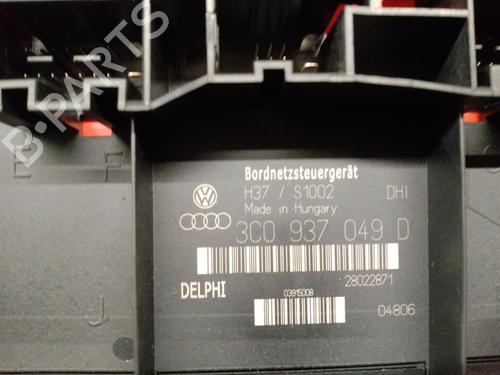 B-PARTS
E
F
J
Bordnetzsteuergerät
H37 / S1002 DHI
Made in Hungary
3C0 937 049 D
28022871
DELPHI
03915008
04806